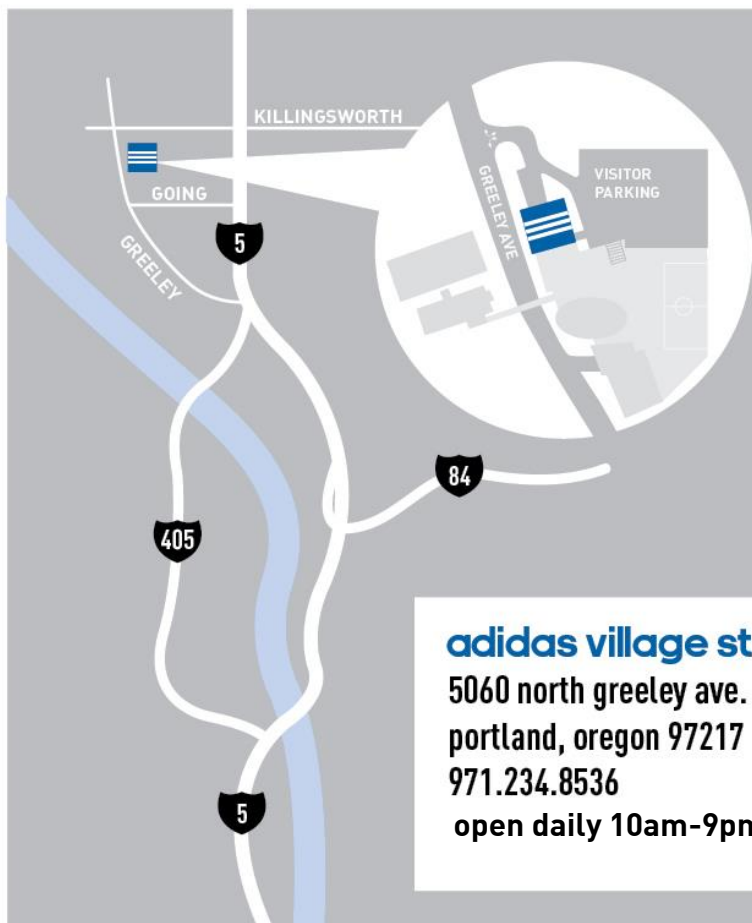 KILLINGSWORTH
GOING
GREELEY
5
GREELEY AVE
VISITOR
PARKING
84
405
5
adidas village st
5060 north greeley ave.
portland, oregon 97217
971.234.8536
open daily 10am-9pm